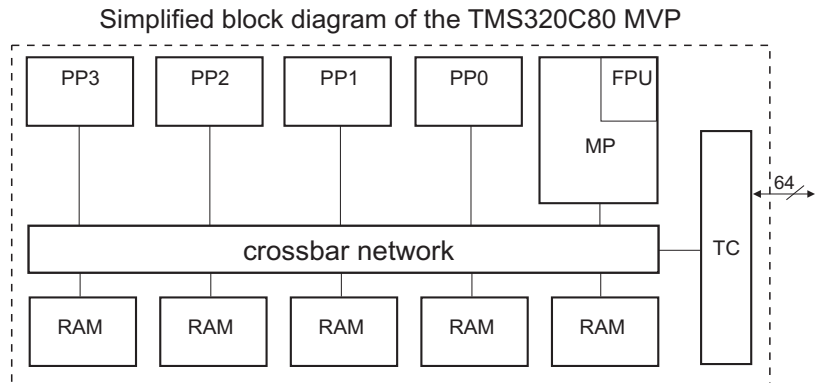 Simplified block diagram of the TMS320C80 MVP
PP3 PP2 PP1 PP0 FPU
MP
64
crossbar network
TC
RAM RAM RAM RAM RAM